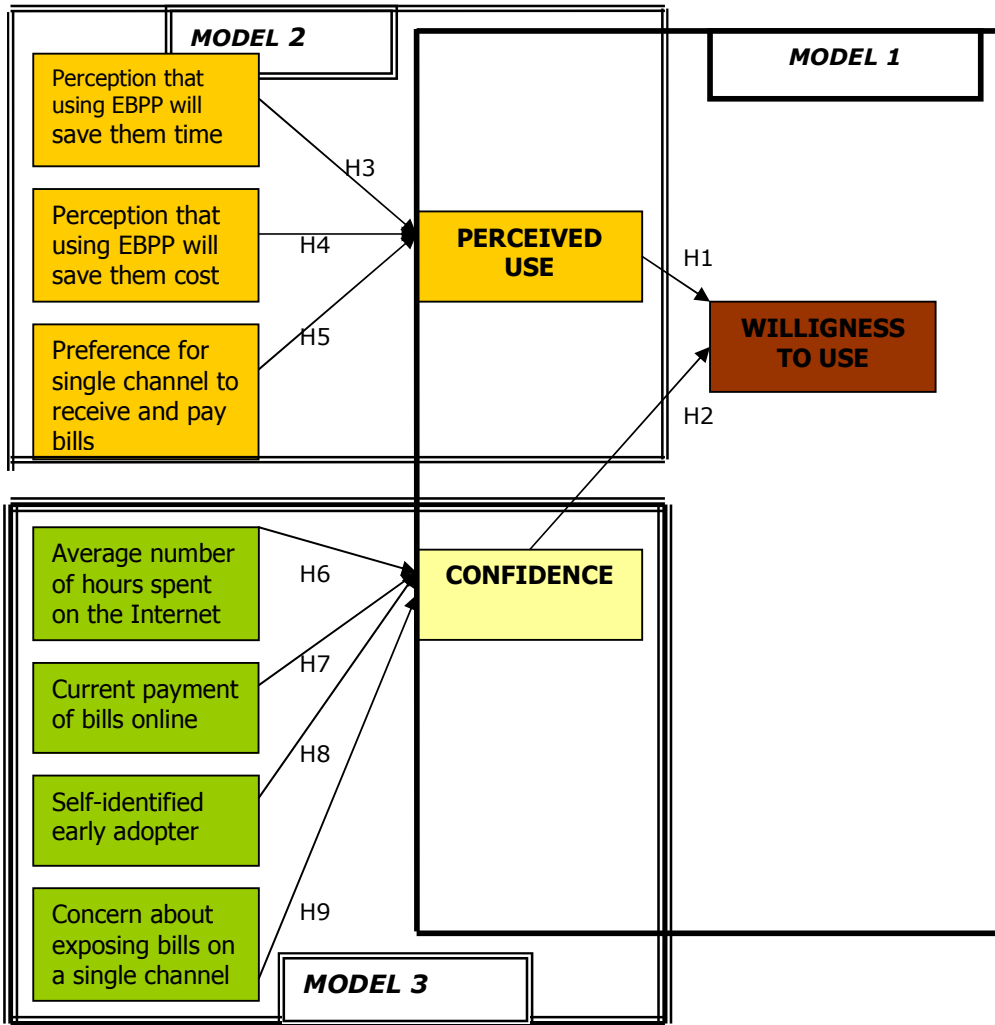 MODEL 2
MODEL 1
Perception that
using EBPP will
save them time
H3
Perception that
using EBPP will
save them cost
H4
Preference for
single channel to
receive and pay
bills
H5
PERCEIVED
USE
H1
WILLIGNESS
TO USE
H2
Average number
of hours spent
on the Internet
H6
CONFIDENCE
Current payment
of bills online
H7
Self-identified
early adopter
H8
Concern about
exposing bills on
a single channel
H9
MODEL 3